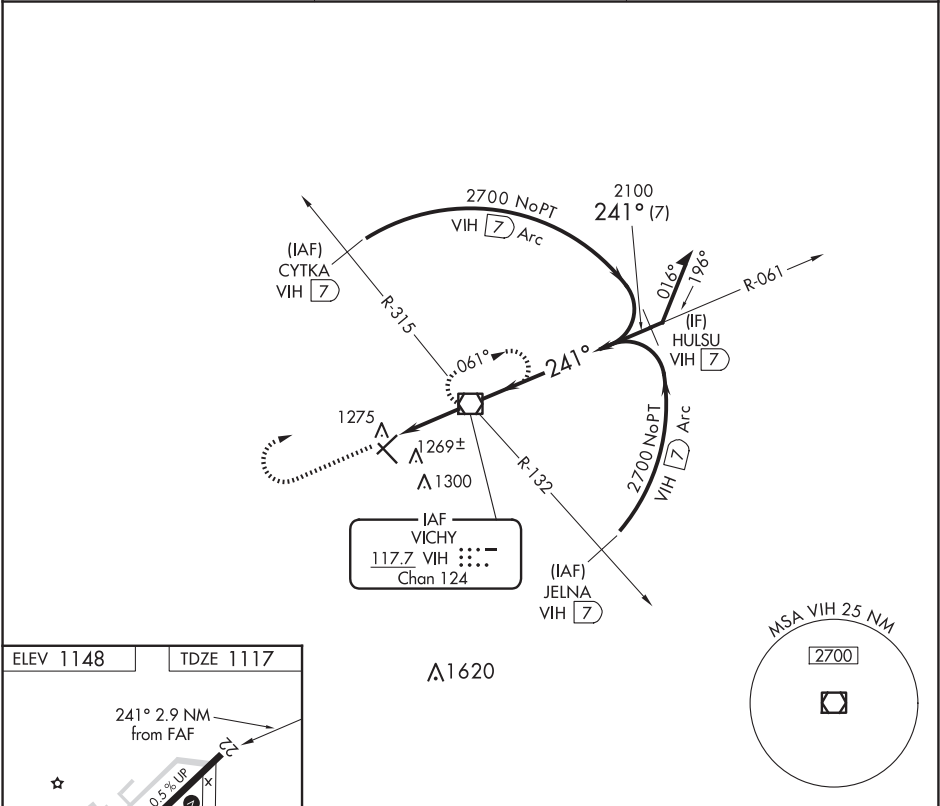 2700 NoPT
VIH 7 Arc
2100
241° (7)
(IAF)
CYTKA
VIH 7
R-315
016°
196°
R-061
(IF)
HULSU
VIH 7
061°
241°
1275
1269±
1300
R-132
2700 NoPT
VIH 7 Arc
IAF
VICHY
117.7 VIH
Chan 124
(IAF)
JELNA
VIH 7
MSA VIH 25 NM
2700
ELEV 1148
TDZE 1117
1620
241° 2.9 NM
from FAF
22
0.5% UP
X